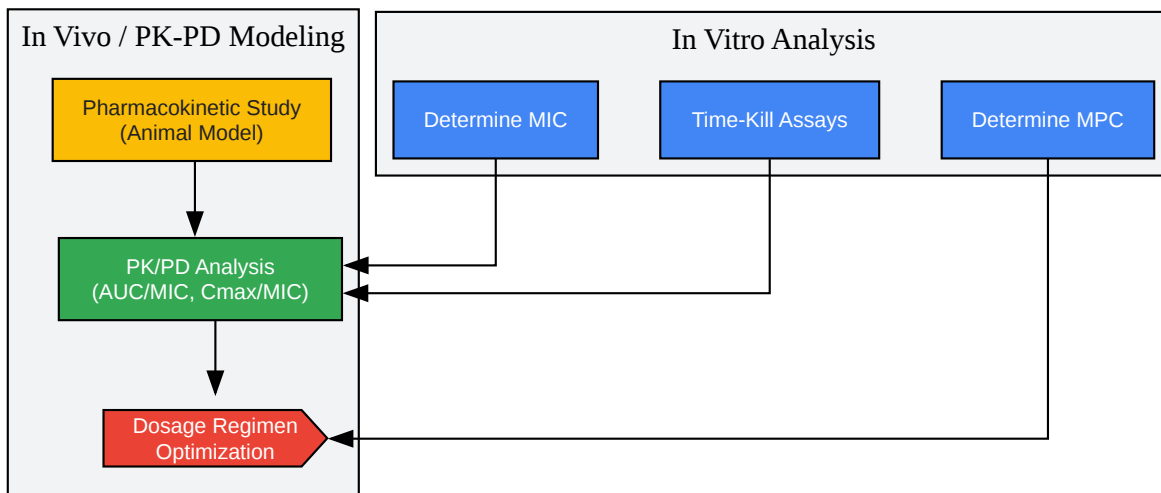 In Vivo / PK-PD Modeling
Pharmacokinetic Study
(Animal Model)
PK/PD Analysis
(AUC/MIC, Cmax/MIC)
Dosage Regimen
Optimization
In Vitro Analysis
Determine MIC
Time-Kill Assays
Determine MPC